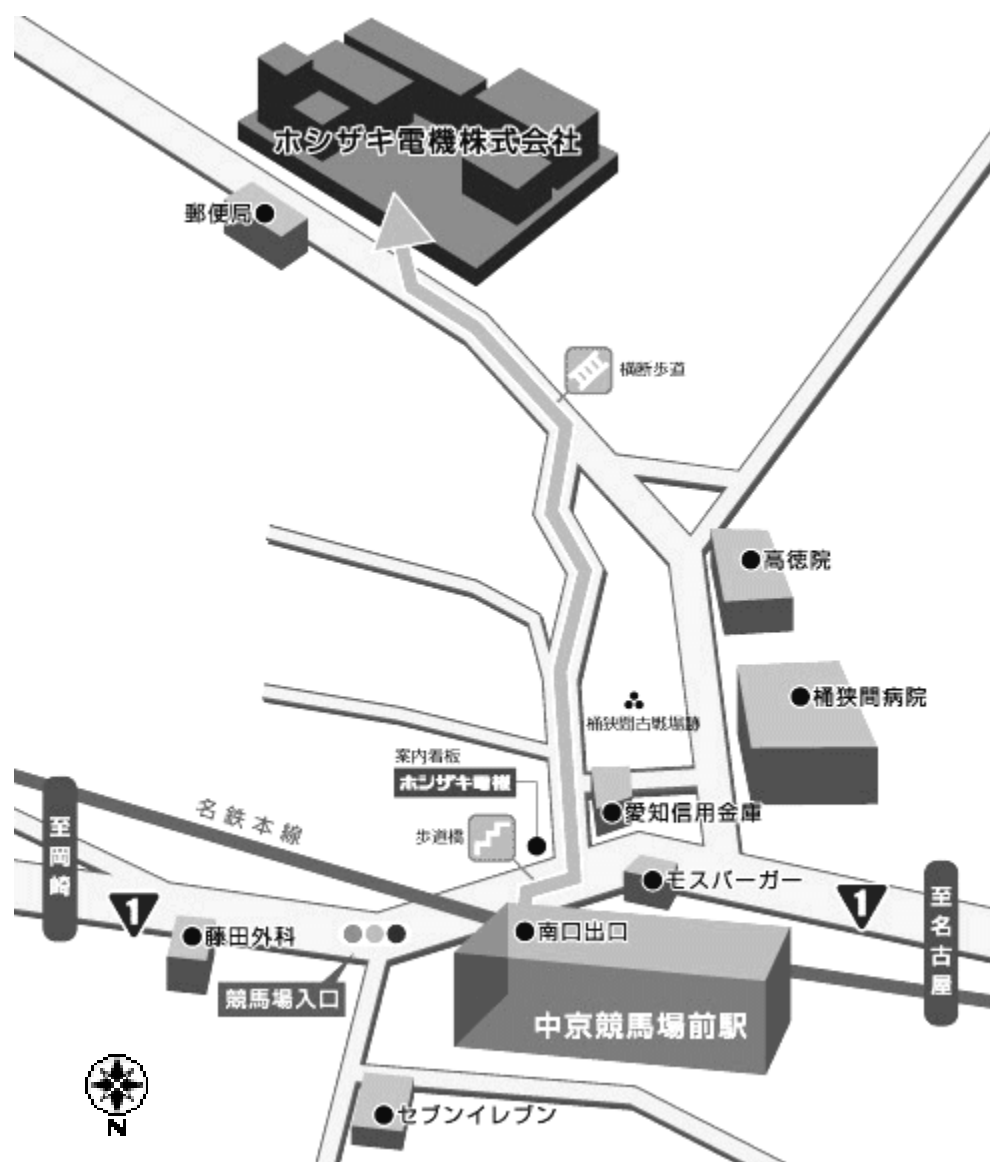 ホシザキ電機株式会社
郵便局
横断歩道
高徳院
桶狭間病院
桶狭間古戦場跡
案内看板
ホシザキ電機
愛知信用金庫
至岡崎
名鉄本線
歩道橋
モスバーガー
至名古屋
1
1
藤田外科
南口出口
競馬場入口
中京競馬場前駅
セブンイレブン
N